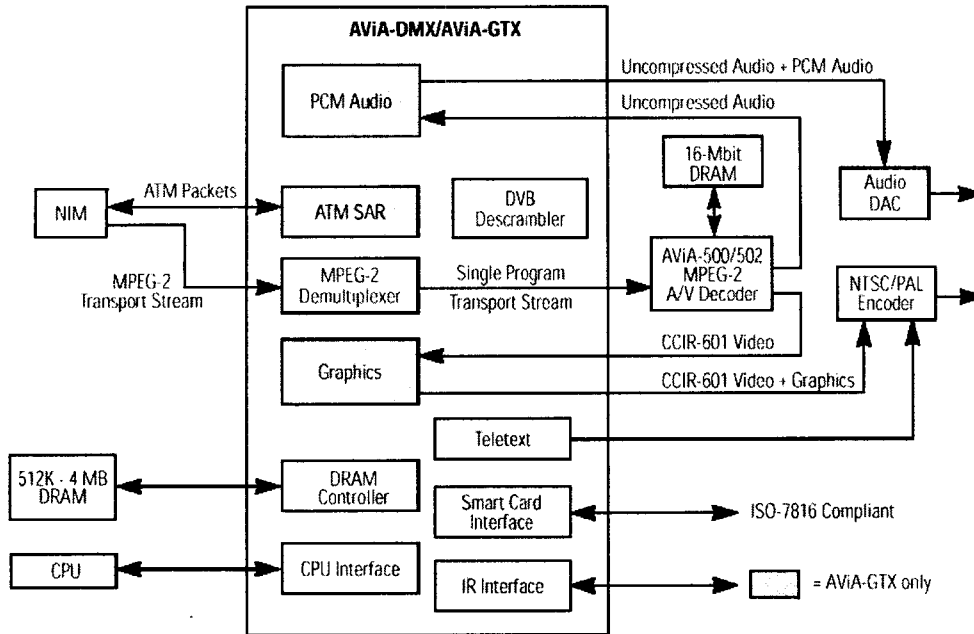 AViA-DMX/AViA-GTX
Uncompressed Audio + PCM Audio
PCM Audio
Uncompressed Audio
16-Mbit
DRAM
Audio
DAC
NIM
ATM Packets
ATM SAR
DVB
Descrambler
MPEG-2
Transport Stream
MPEG-2
Demultiplexer
Single Program
Transport Stream
AViA-500/502
MPEG-2
A/V Decoder
NTSC/PAL
Encoder
CCIR-601 Video
Graphics
CCIR-601 Video + Graphics
Teletext
512K - 4 MB
DRAM
DRAM
Controller
Smart Card
Interface
ISO-7816 Compliant
CPU
CPU Interface
IR Interface
= AViA-GTX only